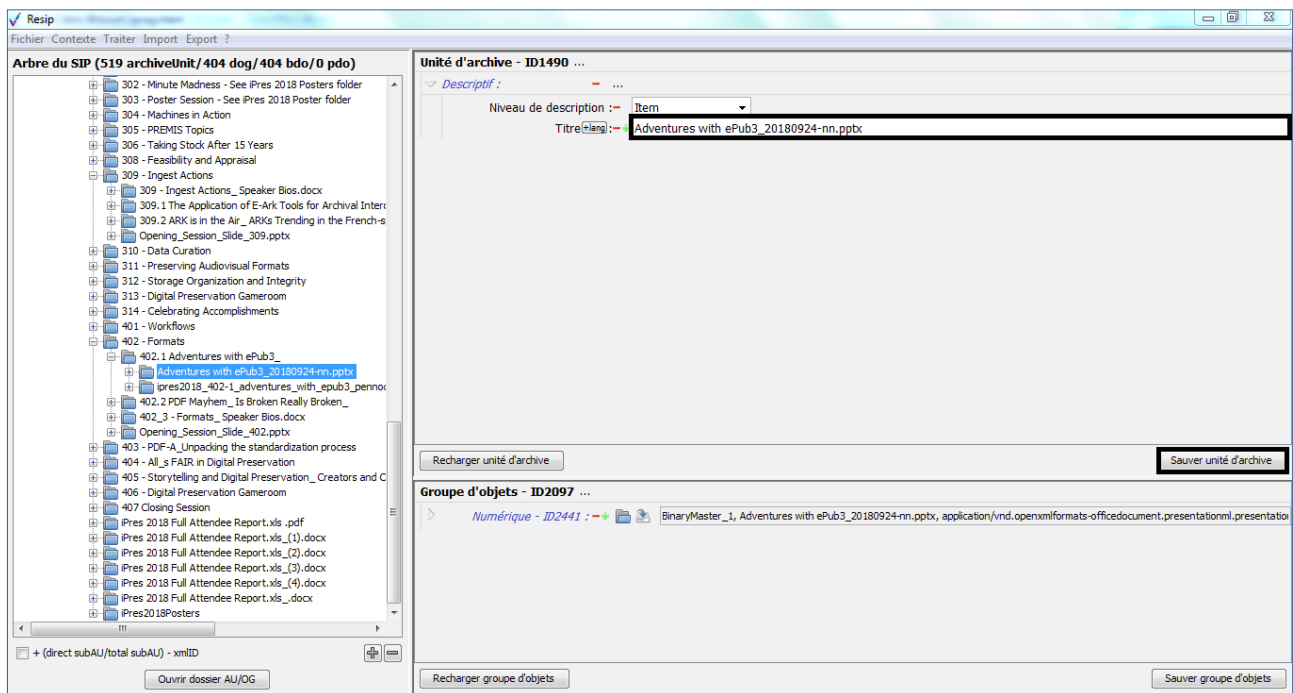 Resip
Fichier Contexte Traiter Import Export ?
Arbre du SIP (519 archiveUnit/404 dog/404 bdo/0 pdo)
302 - Minute Madness - See iPres 2018 Posters folder
303 - Poster Session - See iPres 2018 Poster folder
304 - Machines in Action
305 - PREMIS Topics
306 - Taking Stock After 15 Years
308 - Feasibility and Appraisal
309 - Ingest Actions
309 - Ingest Actions_ Speaker Bios.docx
309.1 The Application of E-Ark Tools for Archival Interc
309.2 ARK is in the Air_ ARKs Trending in the French-s
Opening_Session_Slide_309.pptx
310 - Data Curation
311 - Preserving Audiovisual Formats
312 - Storage Organization and Integrity
313 - Digital Preservation Gameroom
314 - Celebrating Accomplishments
401 - Workflows
402 - Formats
402.1 Adventures with ePub3_
Adventures with ePub3_20180924-nn.pptx
ipres2018_402-1_adventures_with_epub3_pennoc
402.2 PDF Mayhem_ Is Broken Really Broken_
402_3 - Formats_ Speaker Bios.docx
Opening_Session_Slide_402.pptx
403 - PDF-A_Unpacking the standardization process
404 - All_s FAIR in Digital Preservation
405 - Storytelling and Digital Preservation_ Creators and C
406 - Digital Preservation Gameroom
407 Closing Session
iPres 2018 Full Attendee Report.xls .pdf
iPres 2018 Full Attendee Report.xls_(1).docx
iPres 2018 Full Attendee Report.xls_(2).docx
iPres 2018 Full Attendee Report.xls_(3).docx
iPres 2018 Full Attendee Report.xls_(4).docx
iPres 2018 Full Attendee Report.xls_.docx
iPres2018Posters
+ (direct subAU/total subAU) - xmlID
Ouvrir dossier AU/OG
Unité d'archive - ID1490 ...
Descriptif : - ...
Niveau de description :- Item
Titre +lang :-+ Adventures with ePub3_20180924-nn.pptx
Recharger unité d'archive
Sauver unité d'archive
Groupe d'objets - ID2097 ...
Numérique - ID2441 : -+ BinaryMaster_1, Adventures with ePub3_20180924-nn.pptx, application/vnd.openxmlformats-officedocument.presentationml.presentation
Recharger groupe d'objets
Sauver groupe d'objets